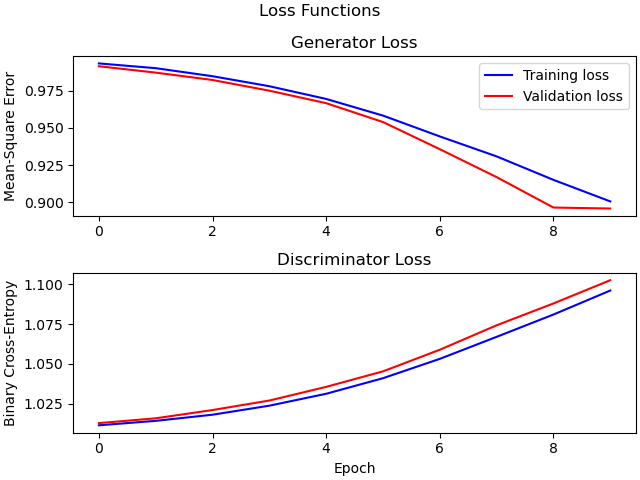 Loss Functions
Generator Loss
Mean-Square Error
0.975
0.950
0.925
0.900
Training loss
Validation loss
0 2 4 6 8
Discriminator Loss
Binary Cross-Entropy
1.100
1.075
1.050
1.025
0 2 4 6 8
Epoch